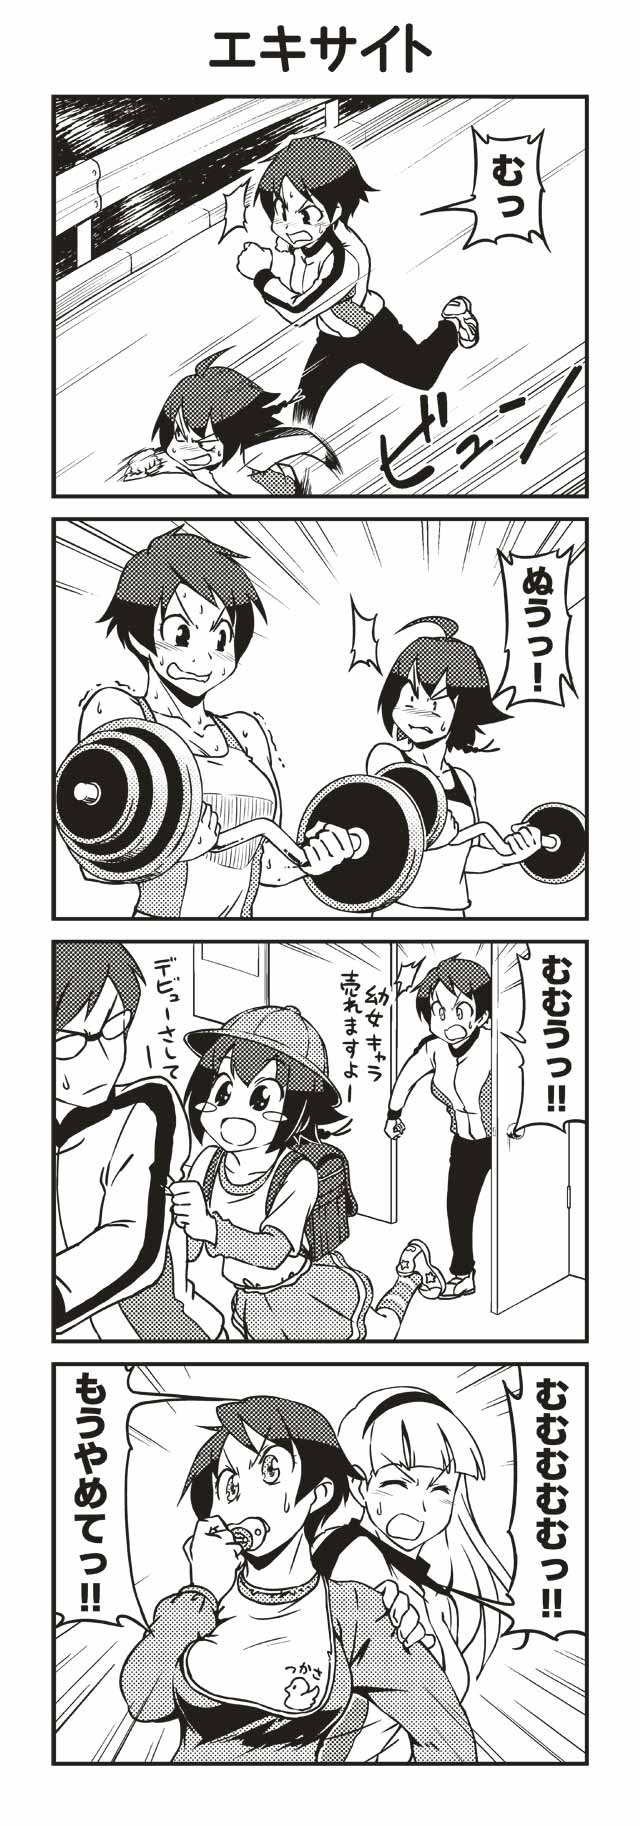 エキサイト
むっ
ビューン
ぬうっ!
むむうっ!!
幼女キャラ
売れますよー
デビューさしてー
むむむむむっ!!
もうやめてっ!!
つかさ